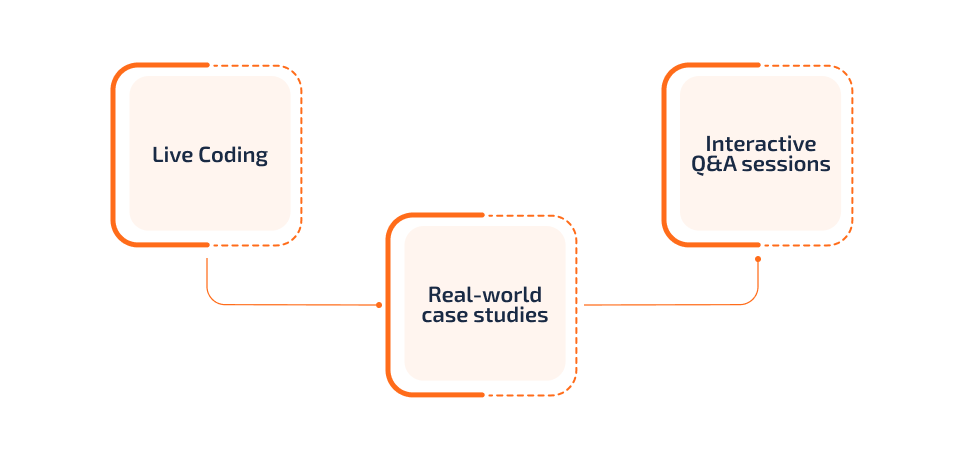 Live Coding
Real-world
case studies
Interactive
Q&A sessions